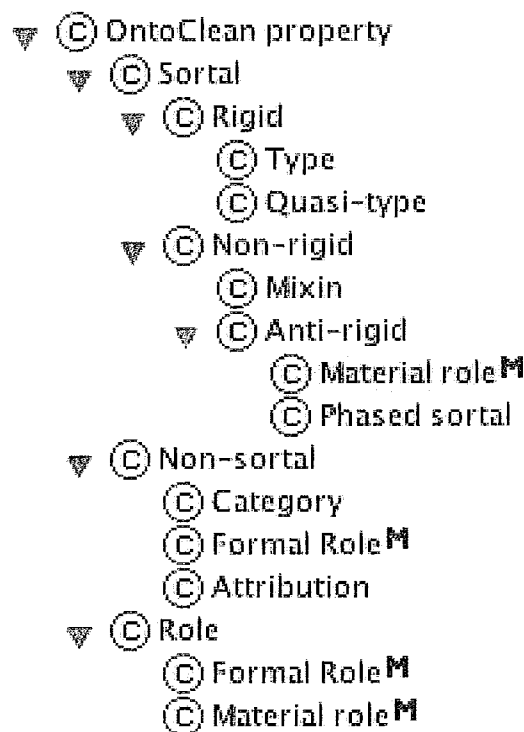 Ⓒ OntoClean property
Ⓒ Sortal
Ⓒ Rigid
Ⓒ Type
Ⓒ Quasi-type
Ⓒ Non-rigid
Ⓒ Mixin
Ⓒ Anti-rigid
Ⓒ Material role M
Ⓒ Phased sortal
Ⓒ Non-sortal
Ⓒ Category
Ⓒ Formal Role M
Ⓒ Attribution
Ⓒ Role
Ⓒ Formal Role M
Ⓒ Material role M